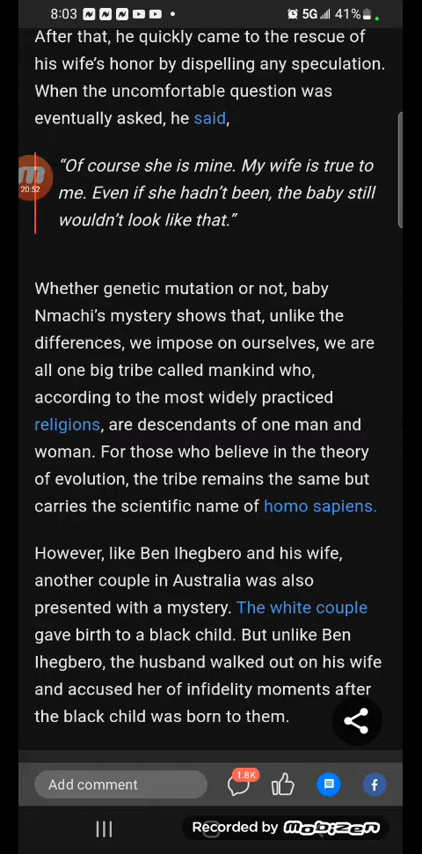 8:03
5G 41%
After that, he quickly came to the rescue of
his wife’s honor by dispelling any speculation.
When the uncomfortable question was
eventually asked, he said,
20:52
“Of course she is mine. My wife is true to
me. Even if she hadn’t been, the baby still
wouldn’t look like that.”
Whether genetic mutation or not, baby
Nmachi’s mystery shows that, unlike the
differences, we impose on ourselves, we are
all one big tribe called mankind who,
according to the most widely practiced
religions, are descendants of one man and
woman. For those who believe in the theory
of evolution, the tribe remains the same but
carries the scientific name of homo sapiens.
However, like Ben Ihegbero and his wife,
another couple in Australia was also
presented with a mystery. The white couple
gave birth to a black child. But unlike Ben
Ihegbero, the husband walked out on his wife
and accused her of infidelity moments after
the black child was born to them.
Add comment
1.8K
Recorded by mobizen